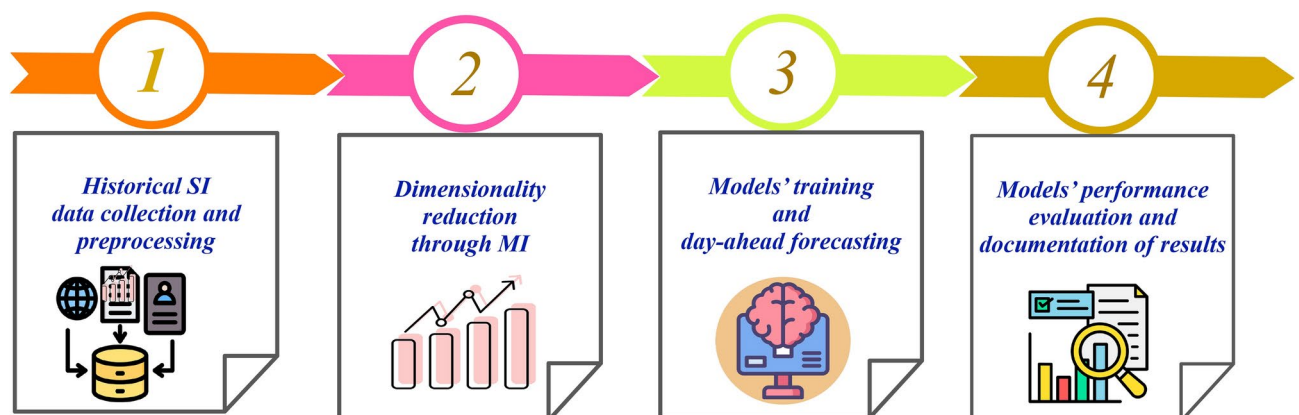 1
2
3
4
Historical SI
data collection and
preprocessing
Dimensionality
reduction
through MI
Models' training
and
day-ahead forecasting
Models' performance
evaluation and
documentation of results